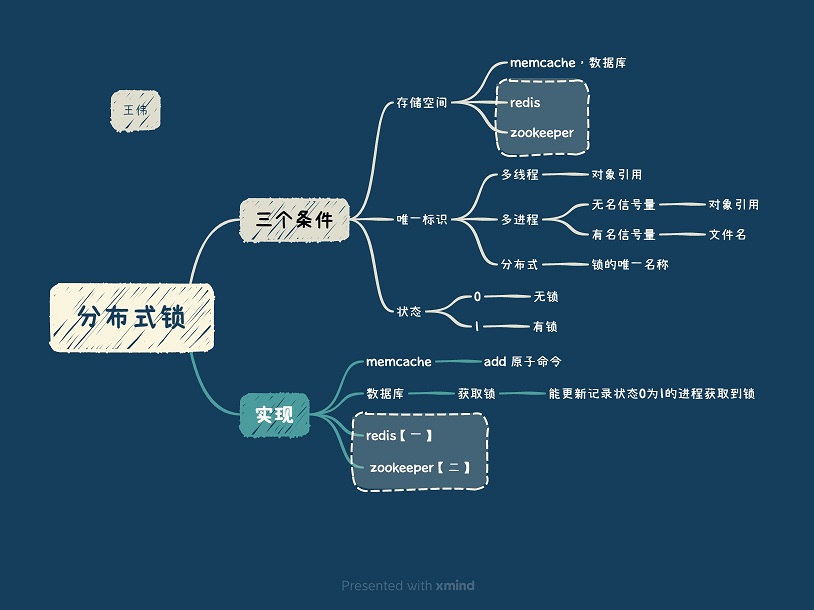 王伟
分布式锁
三个条件
存储空间
memcache，数据库
redis
zookeeper
唯一标识
多线程
对象引用
多进程
无名信号量
对象引用
有名信号量
文件名
分布式
锁的唯一名称
状态
0
无锁
1
有锁
实现
memcache
add 原子命令
数据库
获取锁
能更新记录状态0为1的进程获取到锁
redis【 一 】
zookeeper【 二 】
Presented with xmind